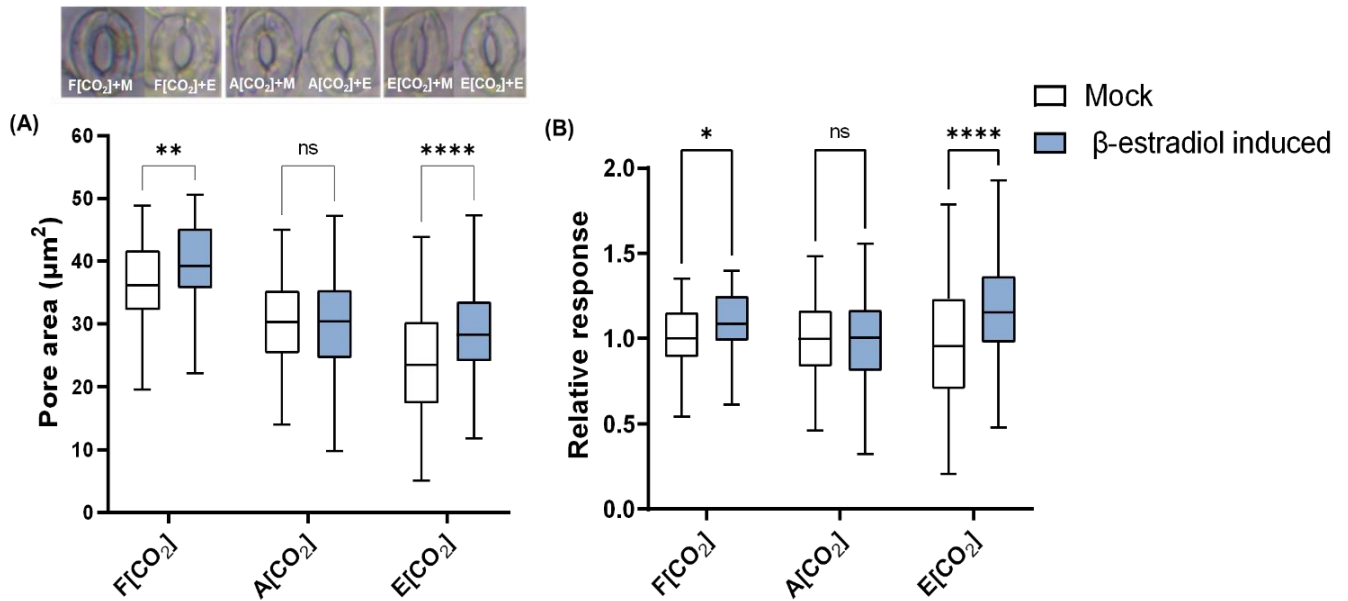 F[CO₂]+M F[CO₂]+E A[CO₂]+M A[CO₂]+E E[CO₂]+M E[CO₂]+E
Mock
β-estradiol induced
(A)
Pore area (µm²)
60
50
40
30
20
10
0
** ns ****
F[CO₂] A[CO₂] E[CO₂]
(B)
Relative response
2.0
1.5
1.0
0.5
0.0
* ns ****
F[CO₂] A[CO₂] E[CO₂]